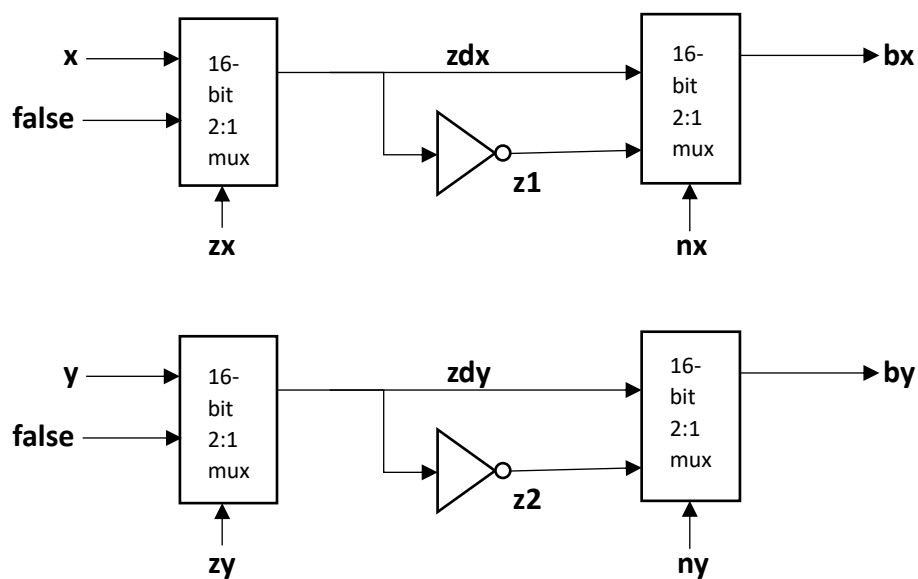 x
false
16-
bit
2:1
mux
zx
zdx
z1
16-
bit
2:1
mux
nx
bx
y
false
16-
bit
2:1
mux
zy
zdy
z2
16-
bit
2:1
mux
ny
by